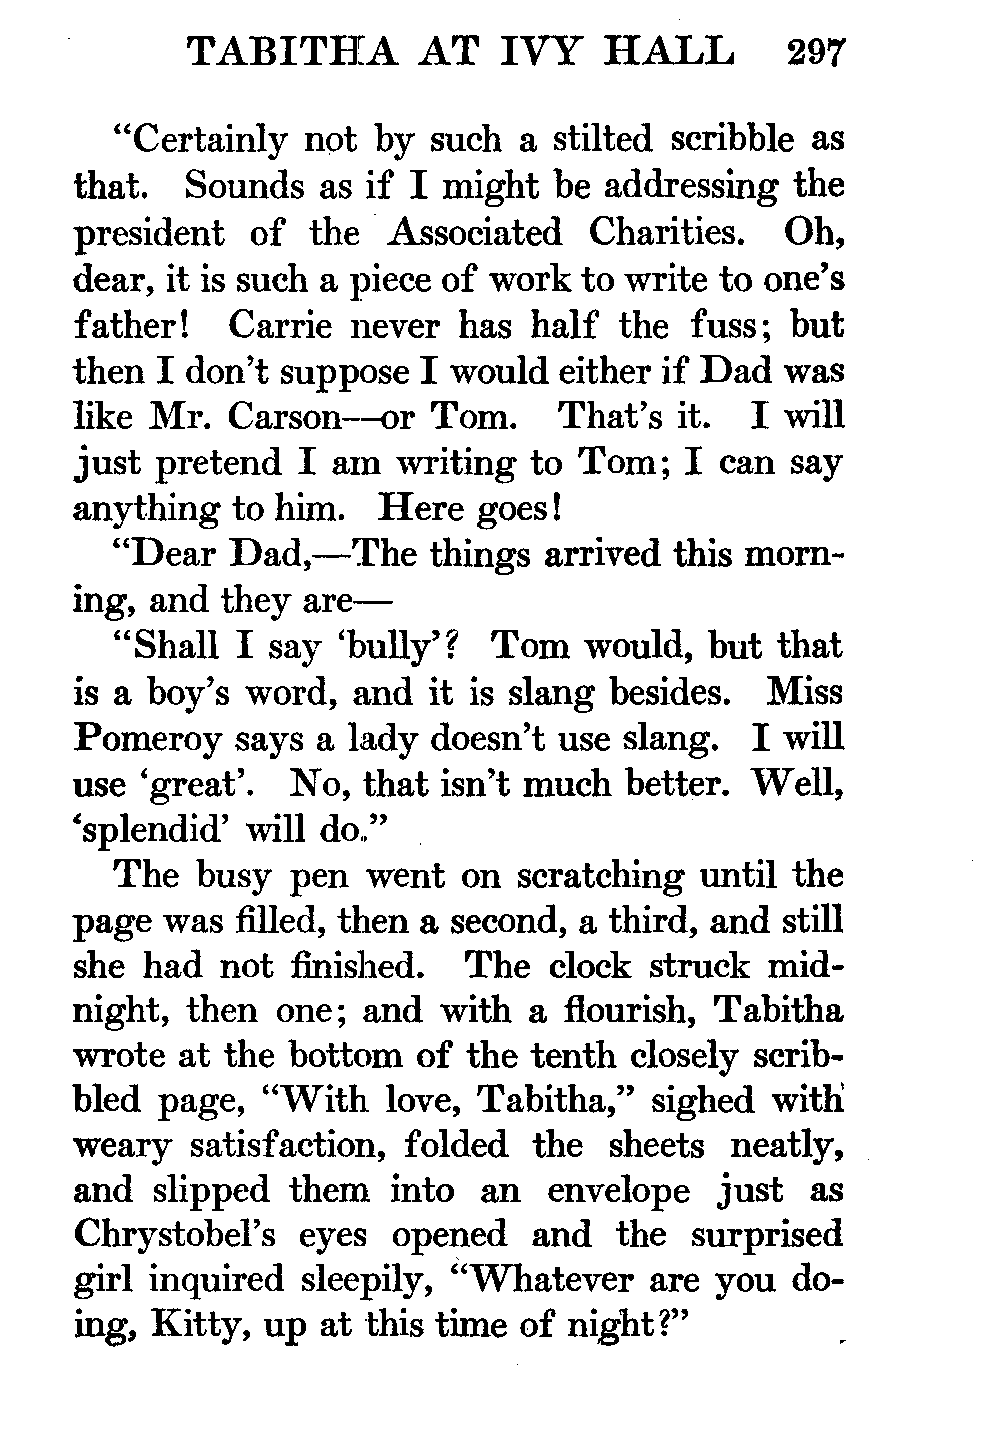 TABITHA AT IVY HALL 297
“Certainly not by such a stilted scribble as
that. Sounds as if I might be addressing the
president of the Associated Charities. Oh,
dear, it is such a piece of work to write to one’s
father! Carrie never has half the fuss; but
then I don’t suppose I would either if Dad was
like Mr. Carson—or Tom. That’s it. I will
just pretend I am writing to Tom; I can say
anything to him. Here goes!
“Dear Dad,—The things arrived this morn-
ing, and they are—
“Shall I say ‘bully’? Tom would, but that
is a boy’s word, and it is slang besides. Miss
Pomeroy says a lady doesn’t use slang. I will
use ‘great’. No, that isn’t much better. Well,
‘splendid’ will do.”
The busy pen went on scratching until the
page was filled, then a second, a third, and still
she had not finished. The clock struck mid-
night, then one; and with a flourish, Tabitha
wrote at the bottom of the tenth closely scrib-
bled page, “With love, Tabitha,” sighed with
weary satisfaction, folded the sheets neatly,
and slipped them into an envelope just as
Chrystobel’s eyes opened and the surprised
girl inquired sleepily, “Whatever are you do-
ing, Kitty, up at this time of night?”